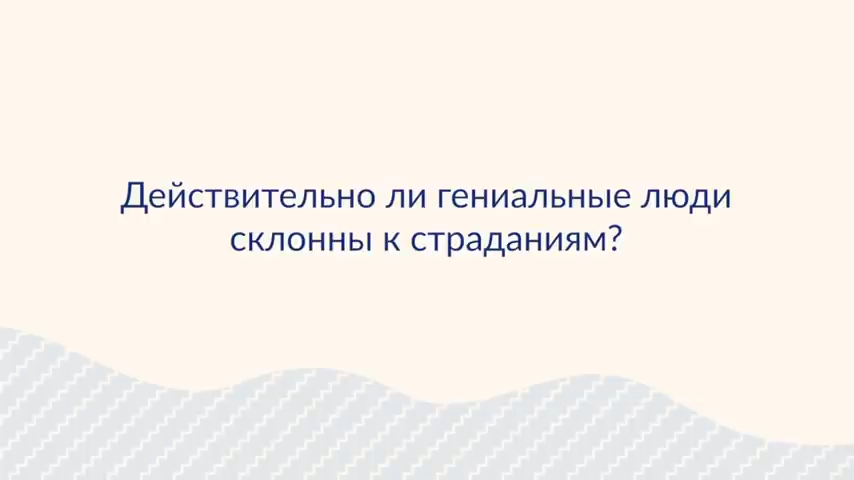 Действительно ли гениальные люди
склонны к страданиям?